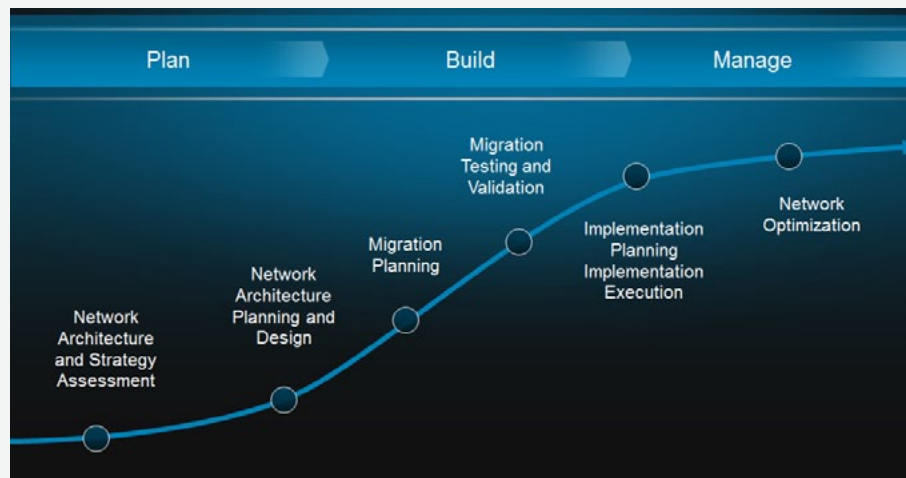 Plan
Build
Manage
Network
Architecture
and Strategy
Assessment
Network
Architecture
Planning and
Design
Migration
Planning
Migration
Testing and
Validation
Implementation
Planning
Implementation
Execution
Network
Optimization